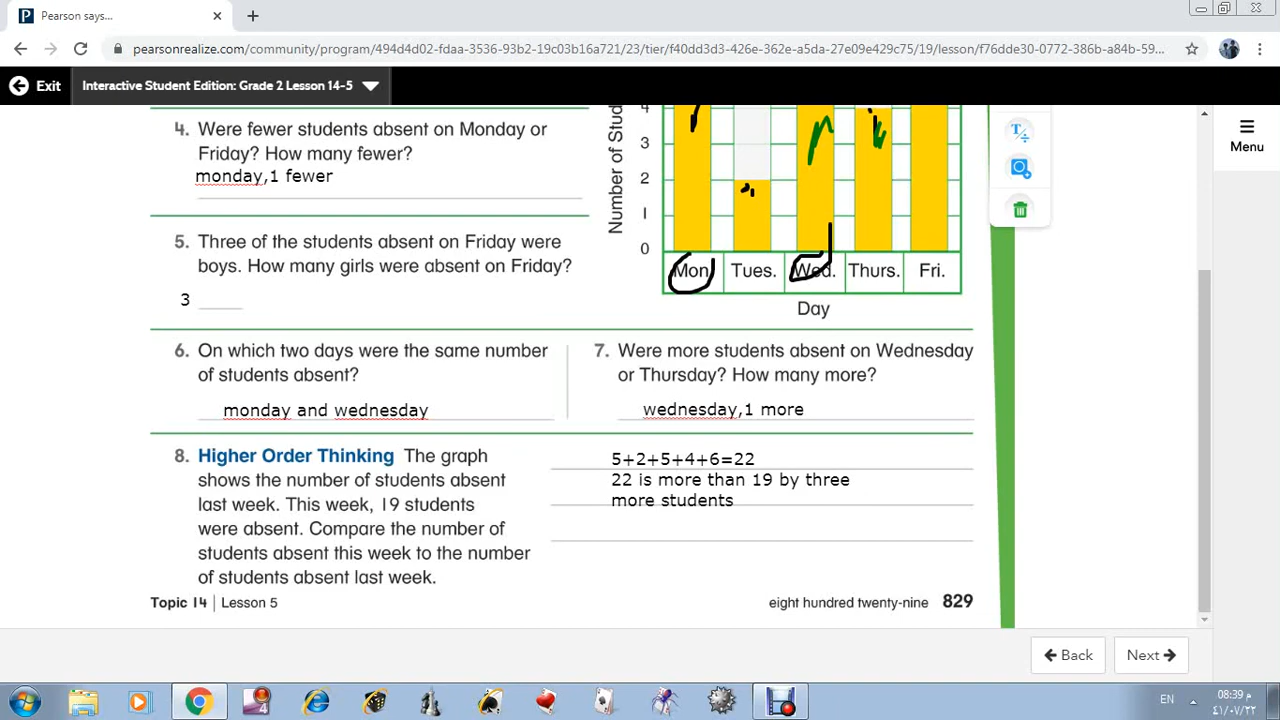 Pearson says...
pearsonrealize.com/community/program/494d4d02-fdaa-3536-93b2-19c03b16a721/23/tier/f40dd3d3-426e-362e-a5da-27e09e429c75/19/lesson/f76dde30-0772-386b-a84b-59...
Exit
Interactive Student Edition: Grade 2 Lesson 14-5
Menu
4. Were fewer students absent on Monday or
Friday? How many fewer?
monday,1 fewer
5. Three of the students absent on Friday were
boys. How many girls were absent on Friday?
3
Number of Stud
4
3
2
1
0
Mon. Tues. Wed. Thurs. Fri.
Day
6. On which two days were the same number
of students absent?
monday and wednesday
7. Were more students absent on Wednesday
or Thursday? How many more?
wednesday,1 more
8. Higher Order Thinking The graph
shows the number of students absent
last week. This week, 19 students
were absent. Compare the number of
students absent this week to the number
of students absent last week.
5+2+5+4+6=22
22 is more than 19 by three
more students
Topic 14 | Lesson 5
eight hundred twenty-nine 829
Back
Next
EN
08:39 م
٤١/٠٧/٢٢